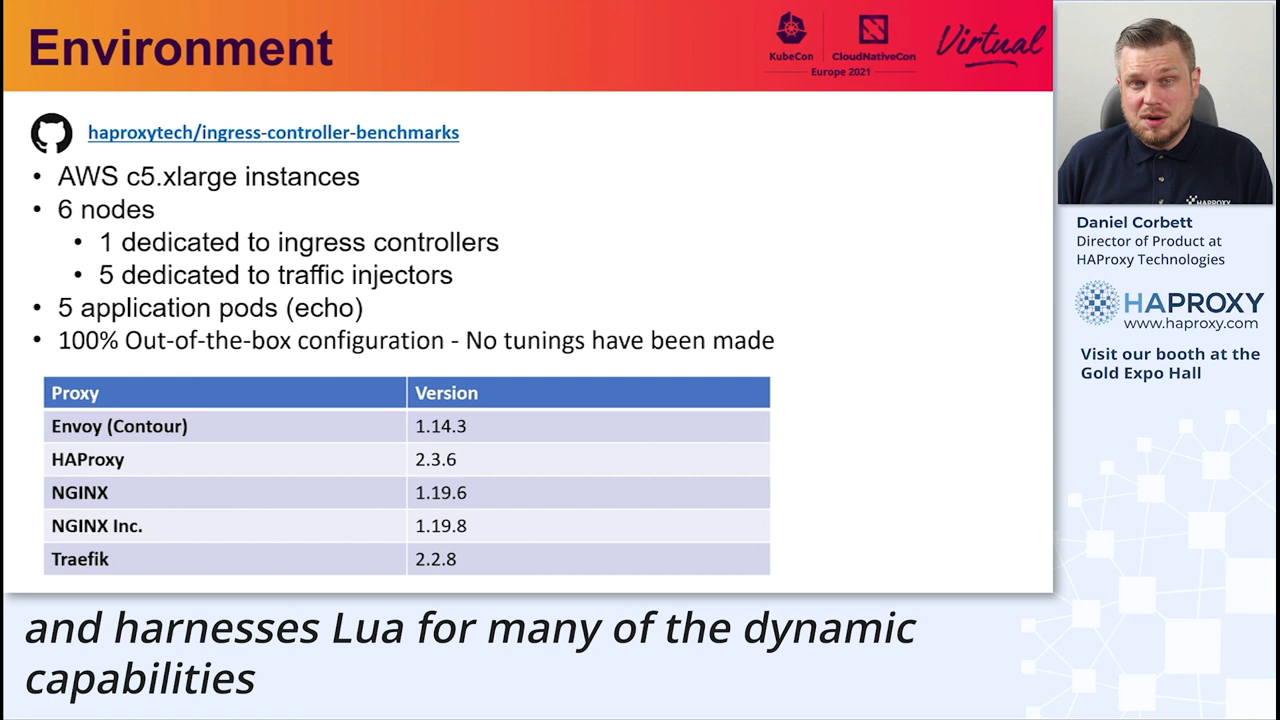 Environment
KubeCon
CloudNativeCon
Europe 2021
Virtual
haproxytech/ingress-controller-benchmarks
• AWS c5.xlarge instances
• 6 nodes
• 1 dedicated to ingress controllers
• 5 dedicated to traffic injectors
• 5 application pods (echo)
• 100% Out-of-the-box configuration - No tunings have been made
Proxy Version
Envoy (Contour) 1.14.3
HAProxy 2.3.6
NGINX 1.19.6
NGINX Inc. 1.19.8
Traefik 2.2.8
HAPROXY
Daniel Corbett
Director of Product at
HAProxy Technologies
HAPROXY
www.haproxy.com
Visit our booth at the
Gold Expo Hall
and harnesses Lua for many of the dynamic
capabilities